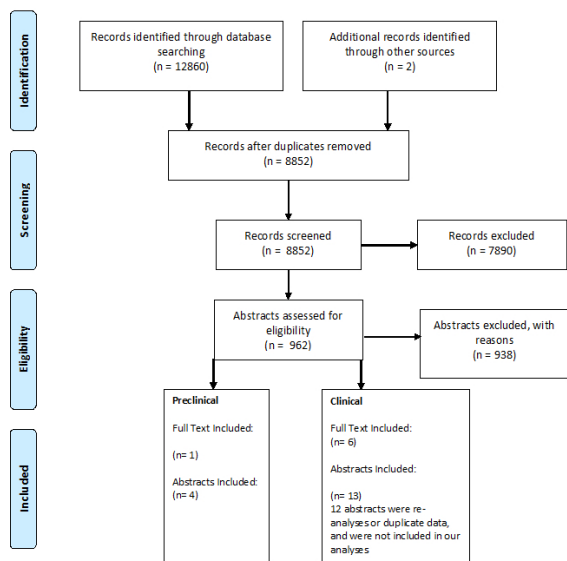 Identification
Records identified through database
searching
(n = 12860)
Additional records identified
through other sources
(n = 2)
Records after duplicates removed
(n = 8852)
Screening
Records screened
(n = 8852)
Records excluded
(n = 7890)
Eligibility
Abstracts assessed for
eligibility
(n = 962)
Abstracts excluded, with
reasons
(n = 938)
Included
Preclinical
Full Text Included:
(n= 1)
Abstracts Included:
(n= 4)
Clinical
Full Text Included:
(n= 6)
Abstracts Included:
(n= 13)
12 abstracts were re-
analyses or duplicate data,
and were not included in our
analyses